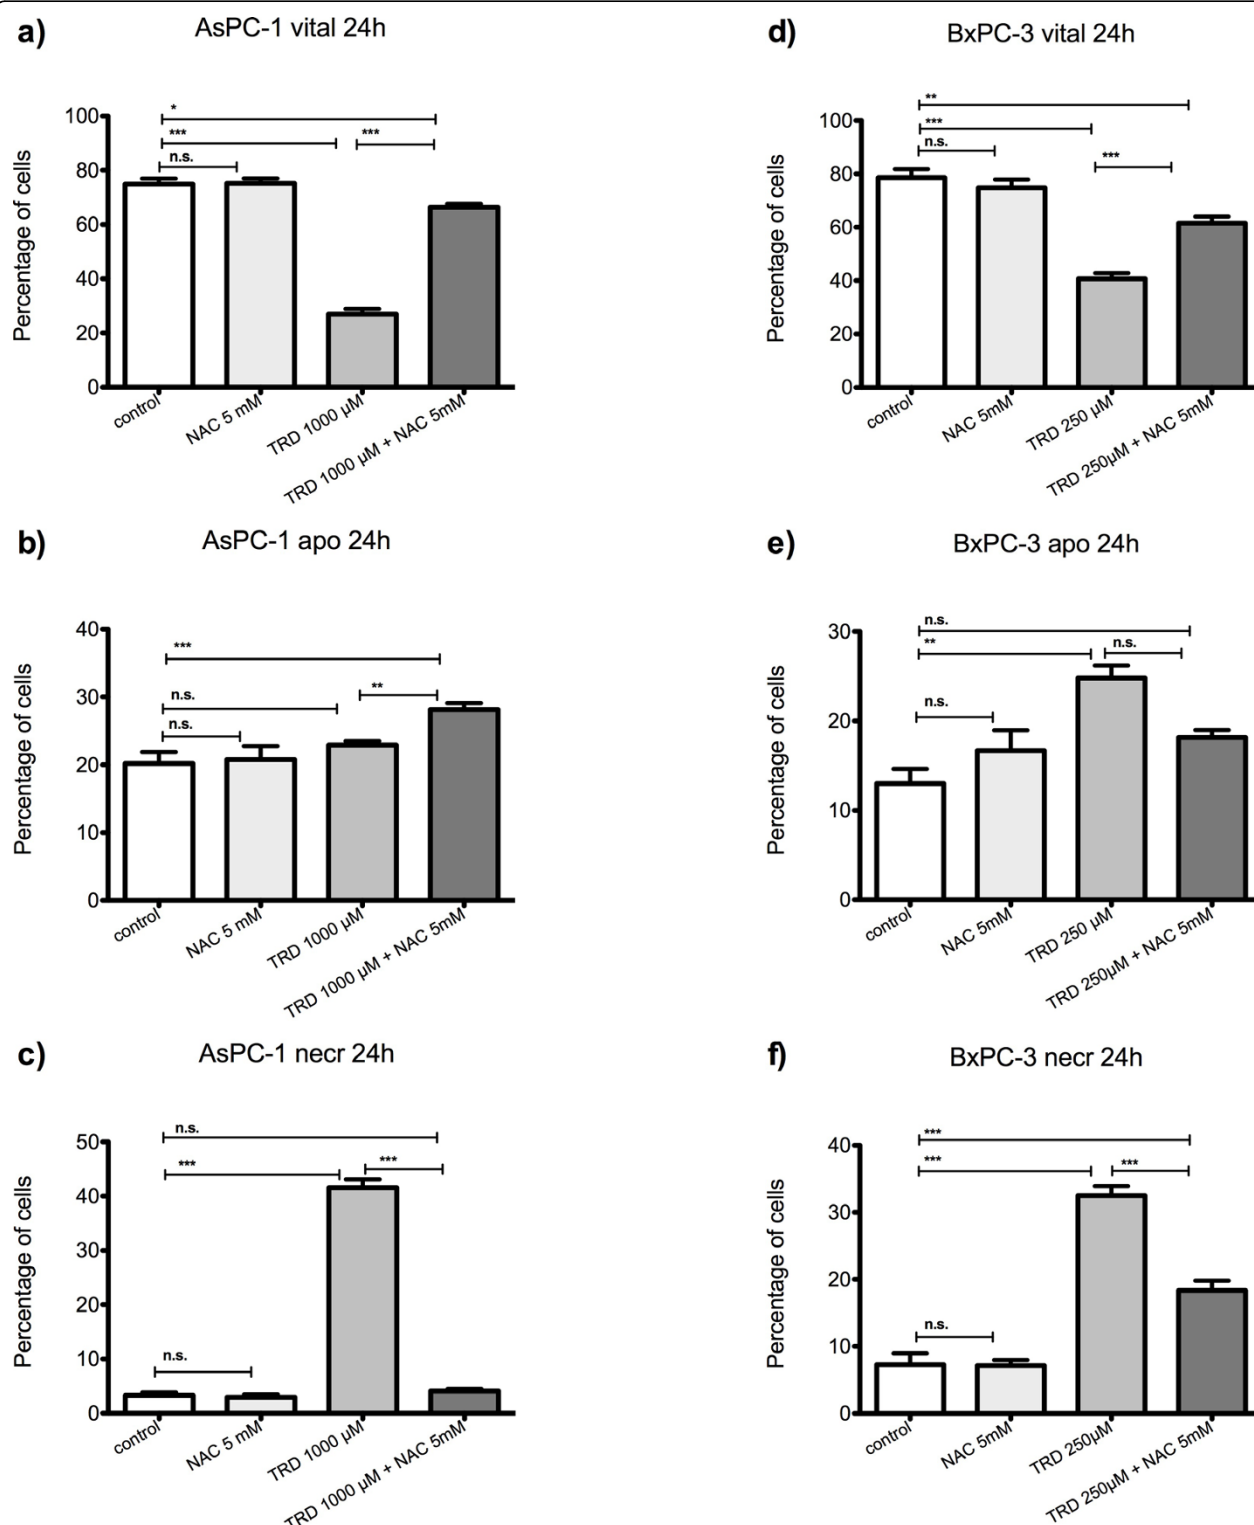 a)
AsPC-1 vital 24h
Percentage of cells
100
80
60
40
20
0
*
***
***
n.s.
control
NAC 5 mM
TRD 1000 µM
TRD 1000 µM + NAC 5mM
d)
BxPC-3 vital 24h
Percentage of cells
100
80
60
40
20
0
**
***
n.s.
***
control
NAC 5mM
TRD 250 µM
TRD 250µM + NAC 5mM
b)
AsPC-1 apo 24h
Percentage of cells
40
30
20
10
0
***
n.s.
**
n.s.
control
NAC 5 mM
TRD 1000 µM
TRD 1000 µM + NAC 5mM
e)
BxPC-3 apo 24h
Percentage of cells
30
20
10
0
n.s.
**
n.s.
n.s.
control
NAC 5mM
TRD 250 µM
TRD 250µM + NAC 5mM
c)
AsPC-1 necr 24h
Percentage of cells
50
40
30
20
10
0
n.s.
***
***
n.s.
control
NAC 5 mM
TRD 1000 µM
TRD 1000 µM + NAC 5mM
f)
BxPC-3 necr 24h
Percentage of cells
40
30
20
10
0
***
***
***
n.s.
control
NAC 5mM
TRD 250µM
TRD 250µM + NAC 5mM